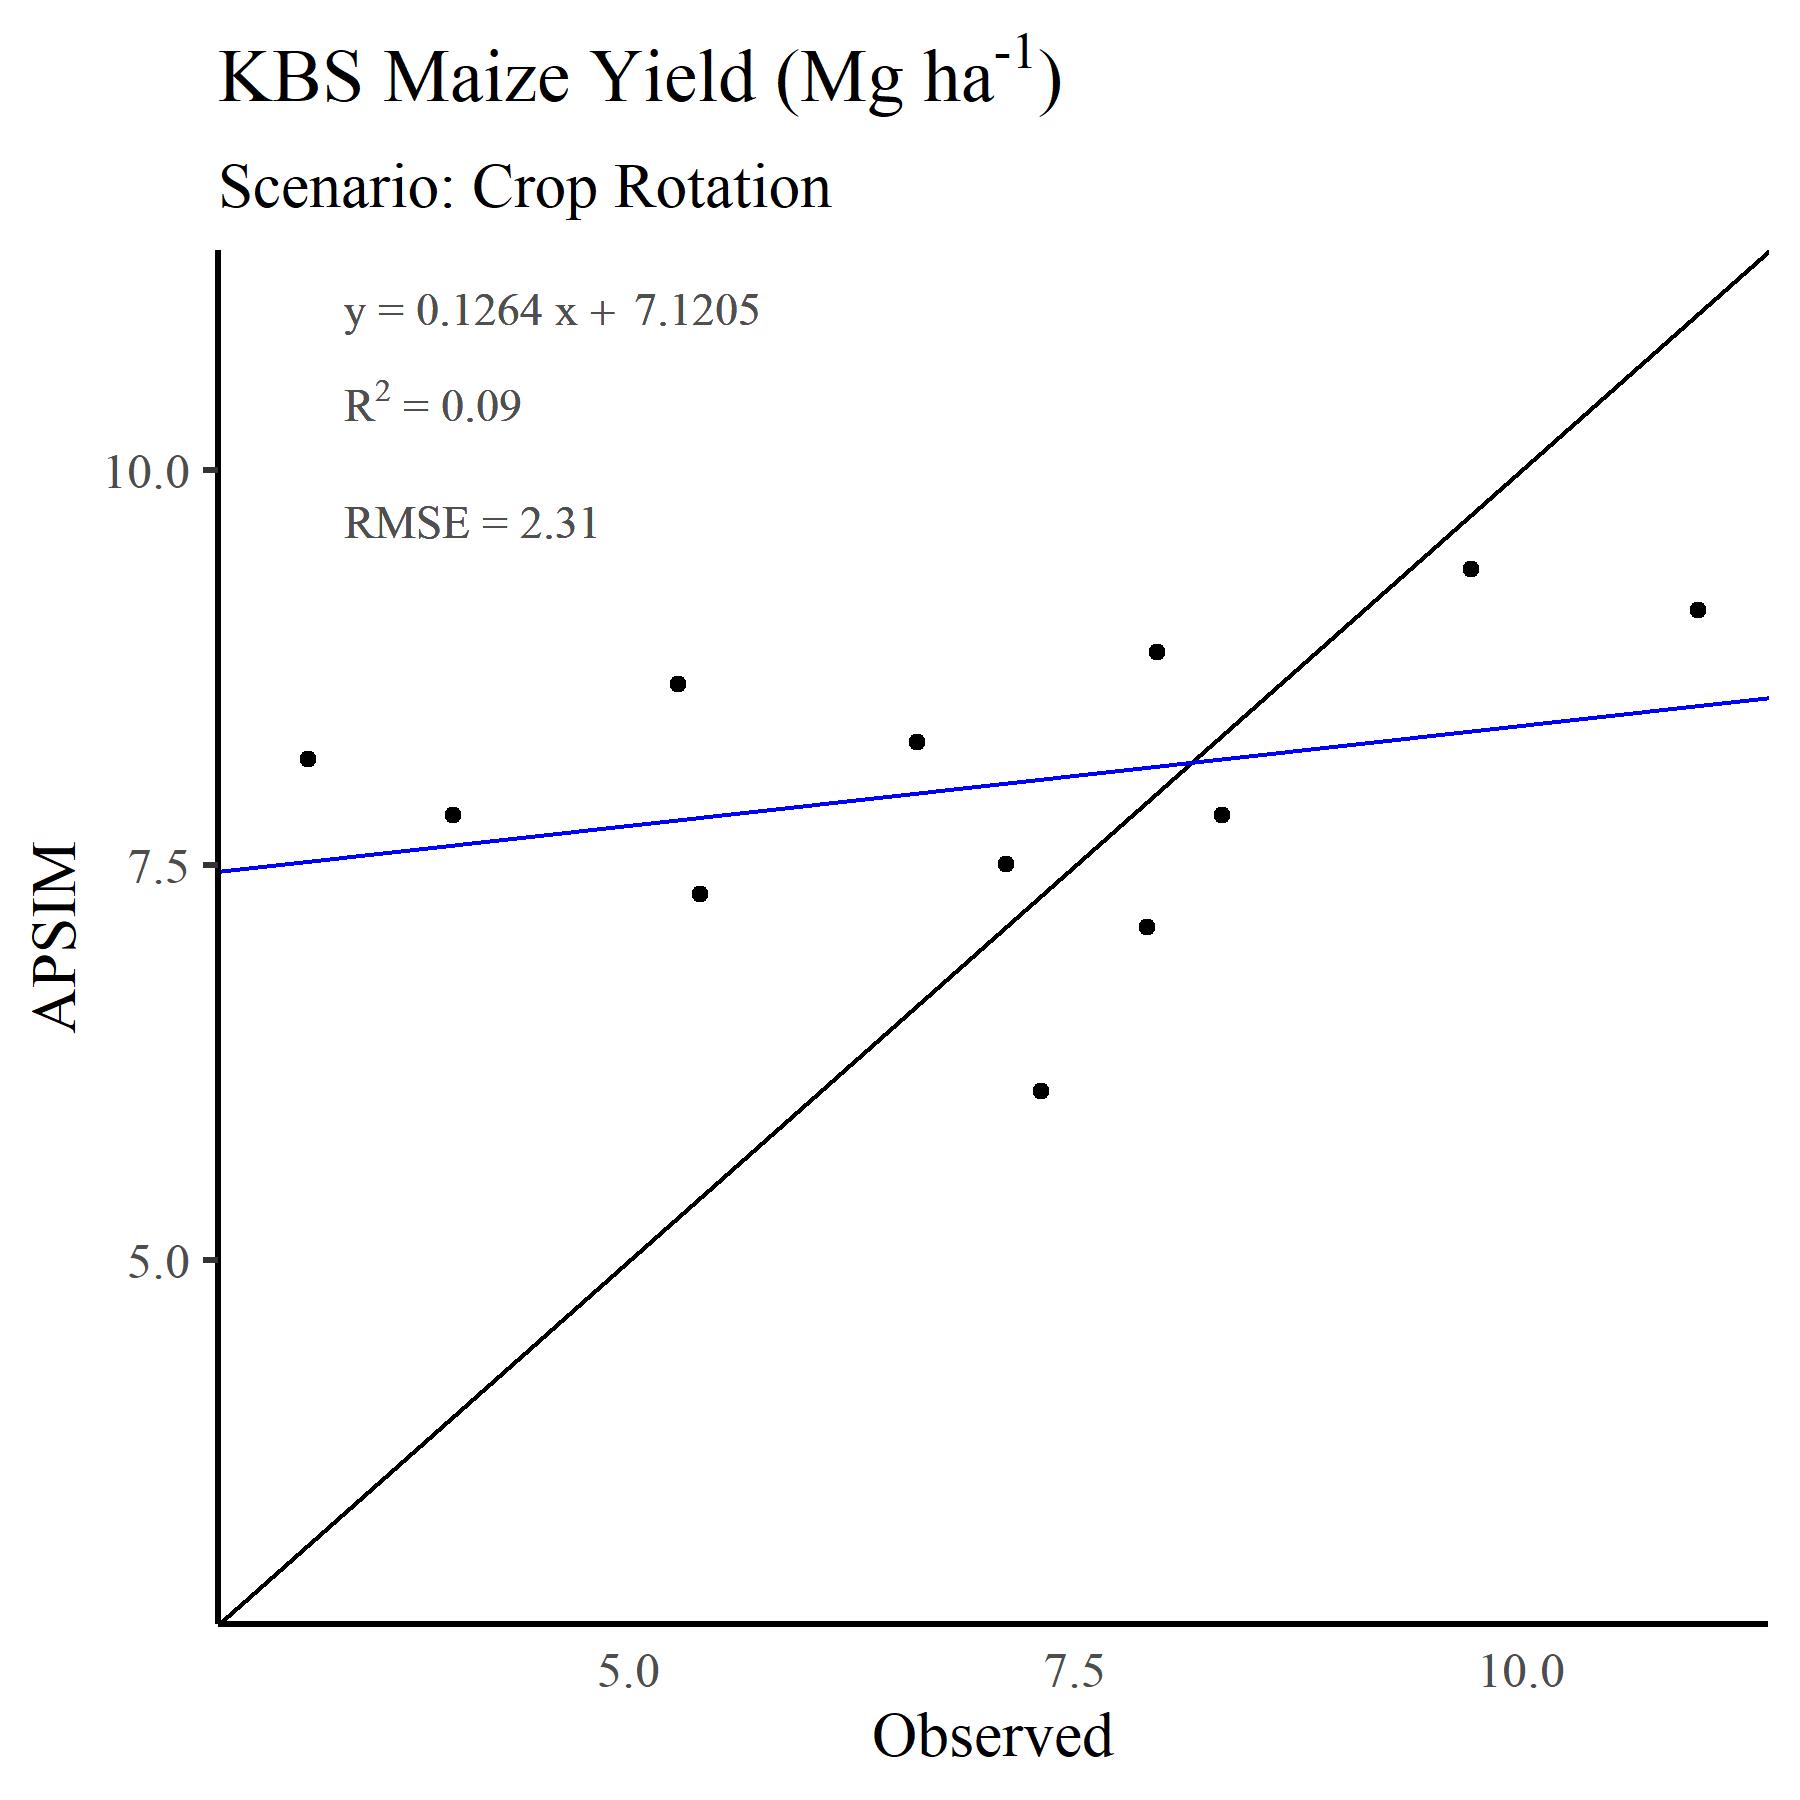 KBS Maize Yield (Mg ha⁻¹)
Scenario: Crop Rotation
y = 0.1264 x + 7.1205
R² = 0.09
RMSE = 2.31
10.0
7.5
5.0
APSIM
5.0 7.5 10.0
Observed